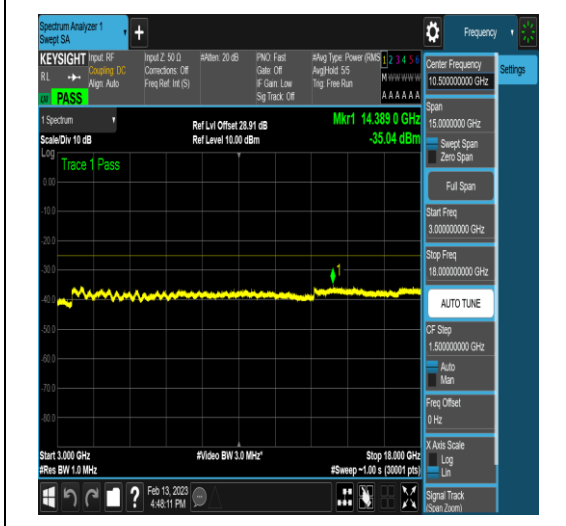 Spectrum Analyzer 1
Swept SA
Frequency
KEYSIGHT
RL
PASS
Input: RF
Coupling: DC
Align: Auto
Input Z: 50 Ω
Corrections: Off
Freq Ref: Int (S)
#Atten: 20 dB
PNO: Fast
Gate: Off
IF Gain: Low
Sig Track: Off
#Avg Type: Power (RMS)
Avg|Hold: 5/5
Trig: Free Run
1 2 3 4 5 6
M W W W W W
A A A A A A
1 Spectrum
Scale/Div 10 dB
Ref Lvl Offset 28.91 dB
Ref Level 10.00 dBm
Mkr1 14.389 0 GHz
-35.04 dBm
Log
Trace 1 Pass
0.00
-10.0
-20.0
-30.0
-40.0
-50.0
-60.0
-70.0
-80.0
1
Start 3.000 GHz
#Res BW 1.0 MHz
#Video BW 3.0 MHz*
Stop 18.000 GHz
#Sweep ~1.00 s (30001 pts)
Feb 13, 2023
4:48:11 PM
Center Frequency
10.500000000 GHz
Settings
Span
15.0000000 GHz
Swept Span
Zero Span
Full Span
Start Freq
3.000000000 GHz
Stop Freq
18.000000000 GHz
AUTO TUNE
CF Step
1.500000000 GHz
Auto
Man
Freq Offset
0 Hz
X Axis Scale
Log
Lin
Signal Track
(Span Zoom)